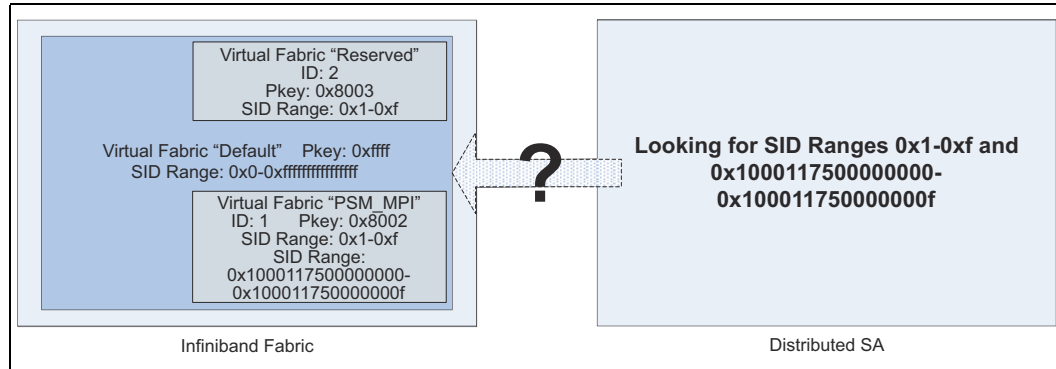 Virtual Fabric “Reserved”
ID: 2
Pkey: 0x8003
SID Range: 0x1-0xf
Virtual Fabric “Default” Pkey: 0xffff
SID Range: 0x0-0xffffffffffffffff
Virtual Fabric “PSM_MPI”
ID: 1 Pkey: 0x8002
SID Range: 0x1-0xf
SID Range:
0x1000117500000000-
0x100011750000000f
Infiniband Fabric
?
Looking for SID Ranges 0x1-0xf and
0x1000117500000000-
0x100011750000000f
Distributed SA